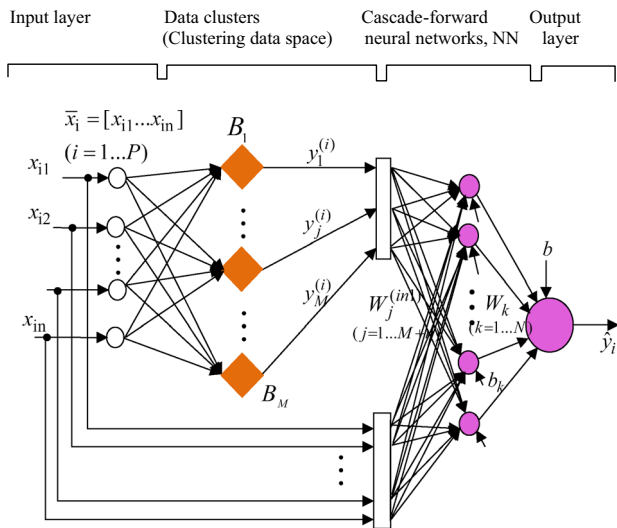 Input layer
Data clusters
(Clustering data space)
Cascade-forward
neural networks, NN
Output
layer
x̅i = [xi1...xin]
(i = 1...P)
B1
y1(i)
xi1
xi2
yj(i)
b
yM(i)
Wj(in1)
Wk
(j=1...M+
(k=1...N)
xin
ŷi
bk
BM